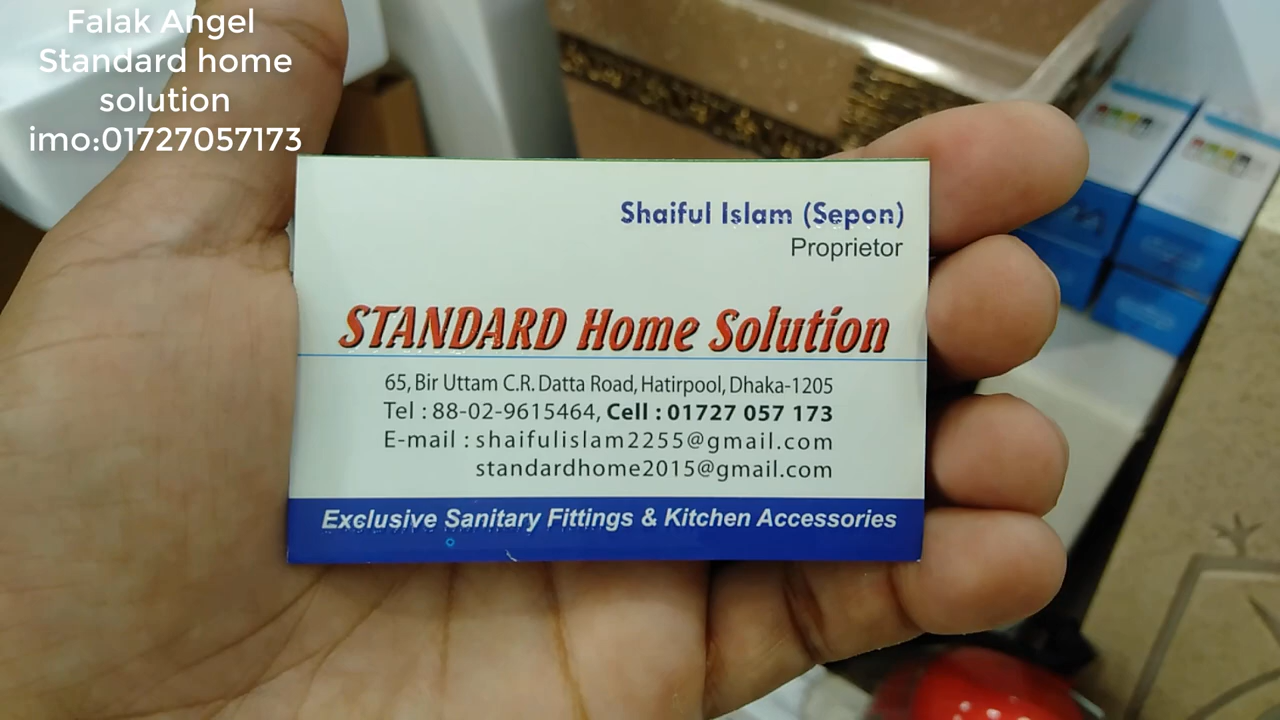 Falak Angel
Standard home
solution
imo:01727057173
Shaiful Islam (Sepon)
Proprietor
STANDARD Home Solution
65, Bir Uttam C.R. Datta Road, Hatirpool, Dhaka-1205
Tel : 88-02-9615464, Cell : 01727 057 173
E-mail : shaifulislam2255@gmail.com
standardhome2015@gmail.com
Exclusive Sanitary Fittings & Kitchen Accessories